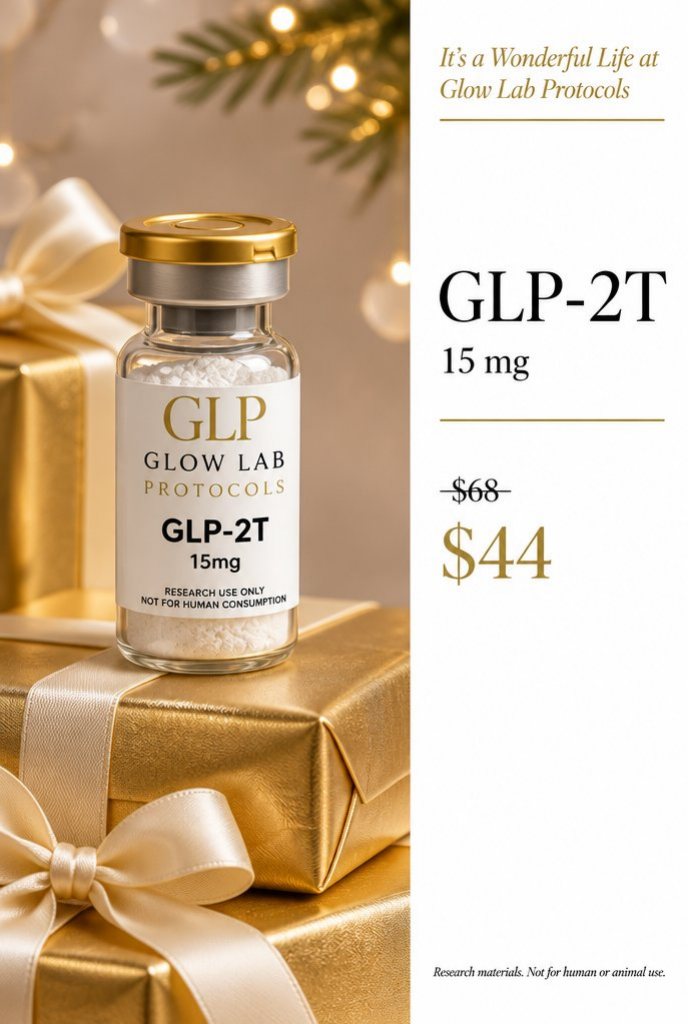 It's a Wonderful Life at
Glow Lab Protocols
GLP-2T
15 mg
$68
$44
GLP
GLOW LAB
PROTOCOLS
GLP-2T
15mg
RESEARCH USE ONLY
NOT FOR HUMAN CONSUMPTION
Research materials. Not for human or animal use.